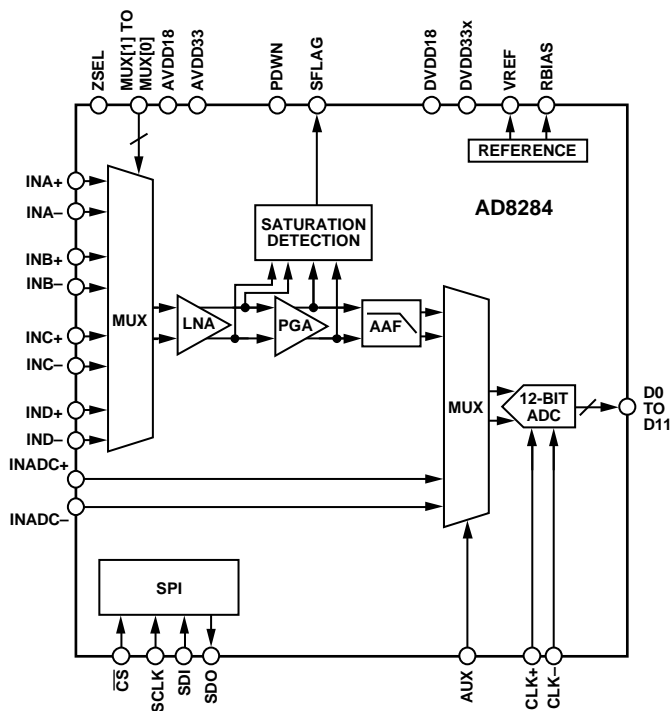 ZSEL
MUX[1] TO
MUX[0]
AVDD18
AVDD33
PDWN
SFLAG
DVDD18
DVDD33x
VREF
RBIAS
REFERENCE
AD8284
INA+
INA–
INB+
INB–
INC+
INC–
IND+
IND–
INADC+
INADC–
MUX
SATURATION
DETECTION
LNA
PGA
AAF
MUX
12-BIT
ADC
D0
TO
D11
SPI
CS
SCLK
SDI
SDO
AUX
CLK+
CLK–